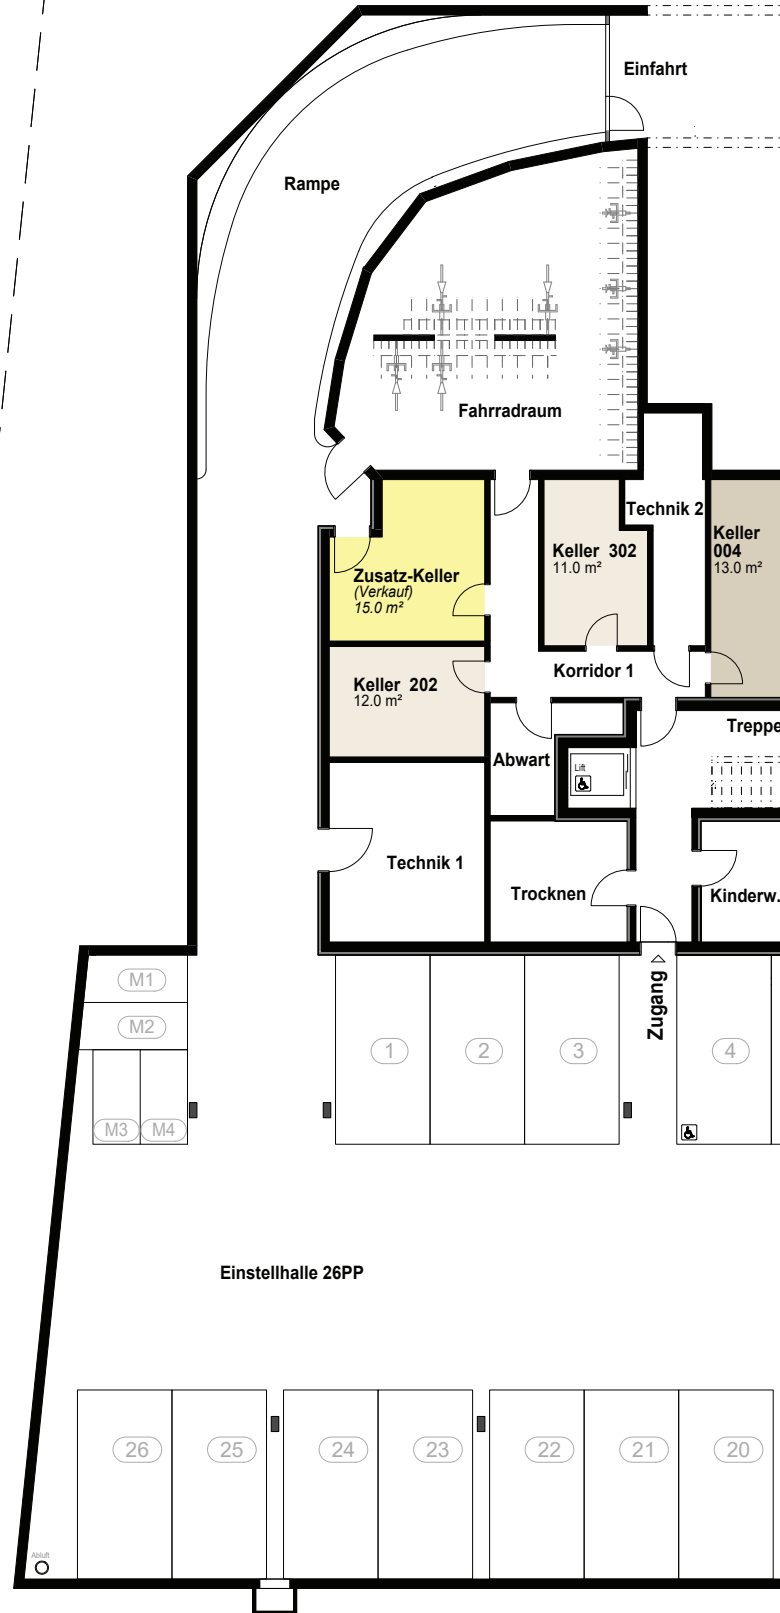 Einfahrt
Rampe
Fahrradraum
Technik 2
Keller 004
13.0 m²
Keller 302
11.0 m²
Zusatz-Keller
(Verkauf)
15.0 m²
Korridor 1
Keller 202
12.0 m²
Treppe
Abwart
Lift
Technik 1
Trocknen
Kinderw.
Zugang
M1
M2
M3
M4
1
2
3
4
Einstellhalle 26PP
26
25
24
23
22
21
20
Abluft